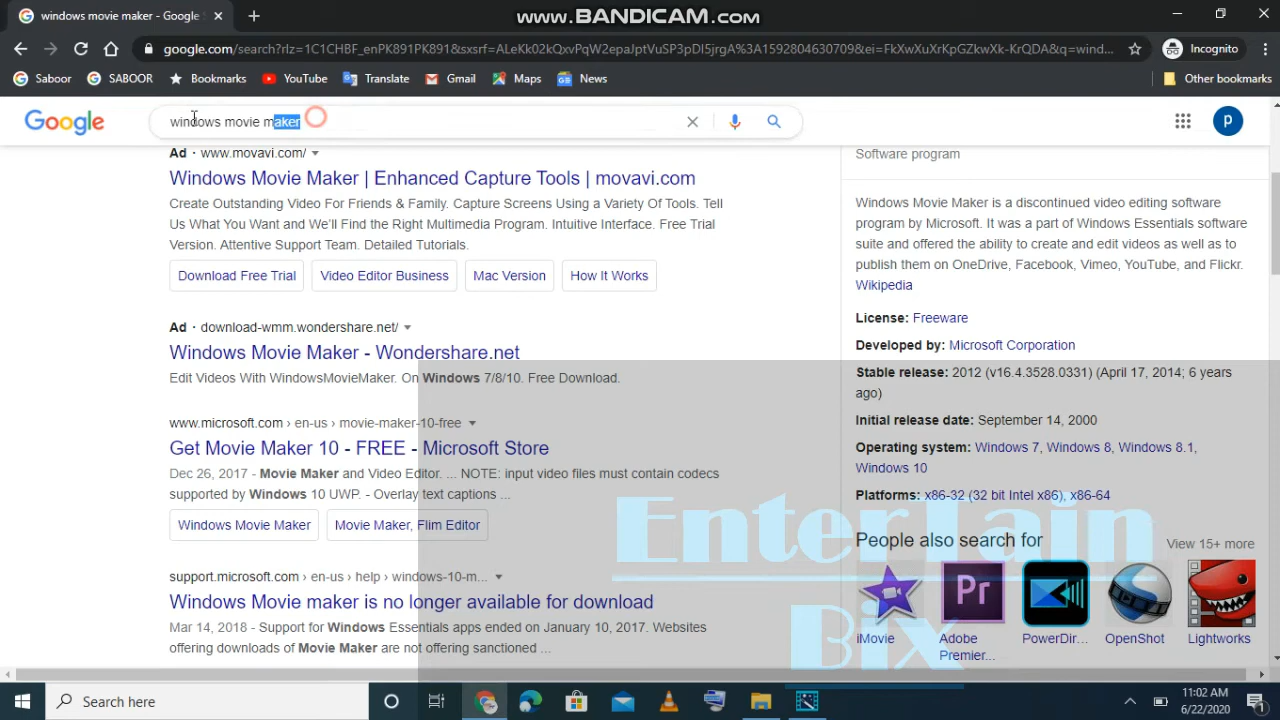 www.BANDICAM.com
windows movie maker - Google
google.com/search?rlz=1C1CHBF_enPK891PK891&sxsrf=ALeKk02kQxvPqW2epaJptVuSP3pDI5jrgA%3A1592804630709&ei=FkXwXuXrKpGZkwXk-KrQDA&q=wind...
Incognito
Saboor
SABOOR
Bookmarks
YouTube
Translate
Gmail
Maps
News
Other bookmarks
Google
windows movie maker
p
Ad · www.movavi.com/
Windows Movie Maker | Enhanced Capture Tools | movavi.com
Create Outstanding Video For Friends & Family. Capture Screens Using a Variety Of Tools. Tell
Us What You Want and We'll Find the Right Multimedia Program. Intuitive Interface. Free Trial
Version. Attentive Support Team. Detailed Tutorials.
Download Free Trial
Video Editor Business
Mac Version
How It Works
Ad · download-wmm.wondershare.net/
Windows Movie Maker - Wondershare.net
Edit Videos With WindowsMovieMaker. On Windows 7/8/10. Free Download.
www.microsoft.com › en-us › movie-maker-10-free
Get Movie Maker 10 - FREE - Microsoft Store
Dec 26, 2017 - Movie Maker and Video Editor. ... NOTE: input video files must contain codecs
supported by Windows 10 UWP. - Overlay text captions ...
Windows Movie Maker
Movie Maker, Flim Editor
support.microsoft.com › en-us › help › windows-10-m...
Windows Movie maker is no longer available for download
Mar 14, 2018 - Support for Windows Essentials apps ended on January 10, 2017. Websites
offering downloads of Movie Maker are not offering sanctioned ...
Software program
Windows Movie Maker is a discontinued video editing software
program by Microsoft. It was a part of Windows Essentials software
suite and offered the ability to create and edit videos as well as to
publish them on OneDrive, Facebook, Vimeo, YouTube, and Flickr.
Wikipedia
License: Freeware
Developed by: Microsoft Corporation
Stable release: 2012 (v16.4.3528.0331) (April 17, 2014; 6 years
ago)
Initial release date: September 14, 2000
Operating system: Windows 7, Windows 8, Windows 8.1,
Windows 10
Platforms: x86-32 (32 bit Intel x86), x86-64
People also search for
View 15+ more
Pr
iMovie
Adobe
Premier...
PowerDir...
OpenShot
Lightworks
EnterTain
Bix
Search here
11:02 AM
6/22/2020
1